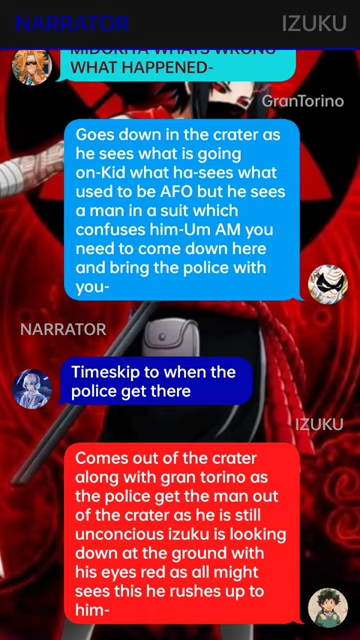 NARRATOR
IZUKU
MIDORIYA WHATS WRONG
WHAT HAPPENED-
GranTorino
Goes down in the crater as
he sees what is going
on-Kid what ha-sees what
used to be AFO but he sees
a man in a suit which
confuses him-Um AM you
need to come down here
and bring the police with
you-
NARRATOR
Timeskip to when the
police get there
IZUKU
Comes out of the crater
along with gran torino as
the police get the man out
of the crater as he is still
unconcious izuku is looking
down at the ground with
his eyes red as all might
sees this he rushes up to
him-